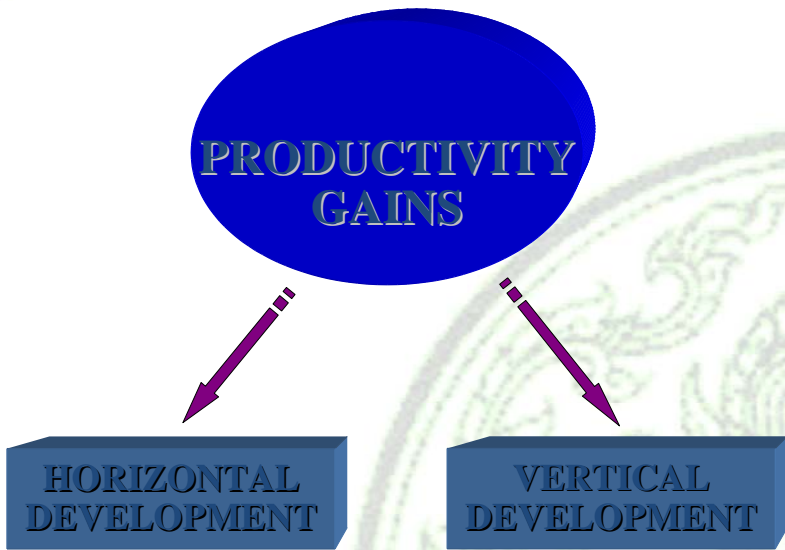 PRODUCTIVITY
GAINS
HORIZONTAL
DEVELOPMENT
VERTICAL
DEVELOPMENT